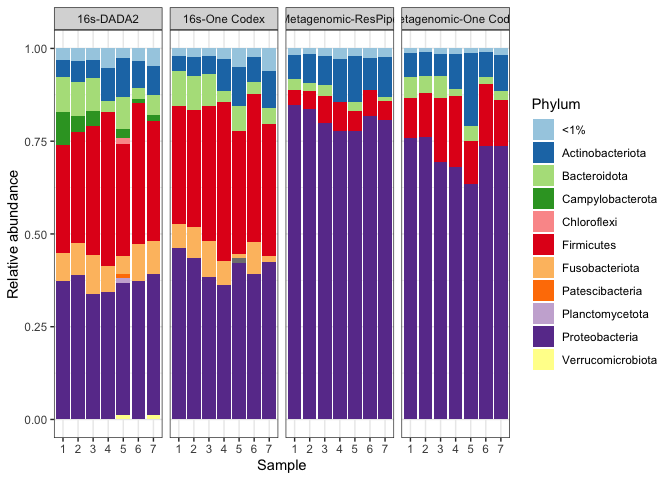 16s-DADA2
16s-One Codex
Metagenomic-ResPip
etagenomic-One Cod
Relative abundance
1.00
0.75
0.50
0.25
0.00
1 2 3 4 5 6 7
1 2 3 4 5 6 7
1 2 3 4 5 6 7
1 2 3 4 5 6 7
Sample
Phylum
<1%
Actinobacteriota
Bacteroidota
Campylobacterota
Chloroflexi
Firmicutes
Fusobacteriota
Patescibacteria
Planctomycetota
Proteobacteria
Verrucomicrobiota